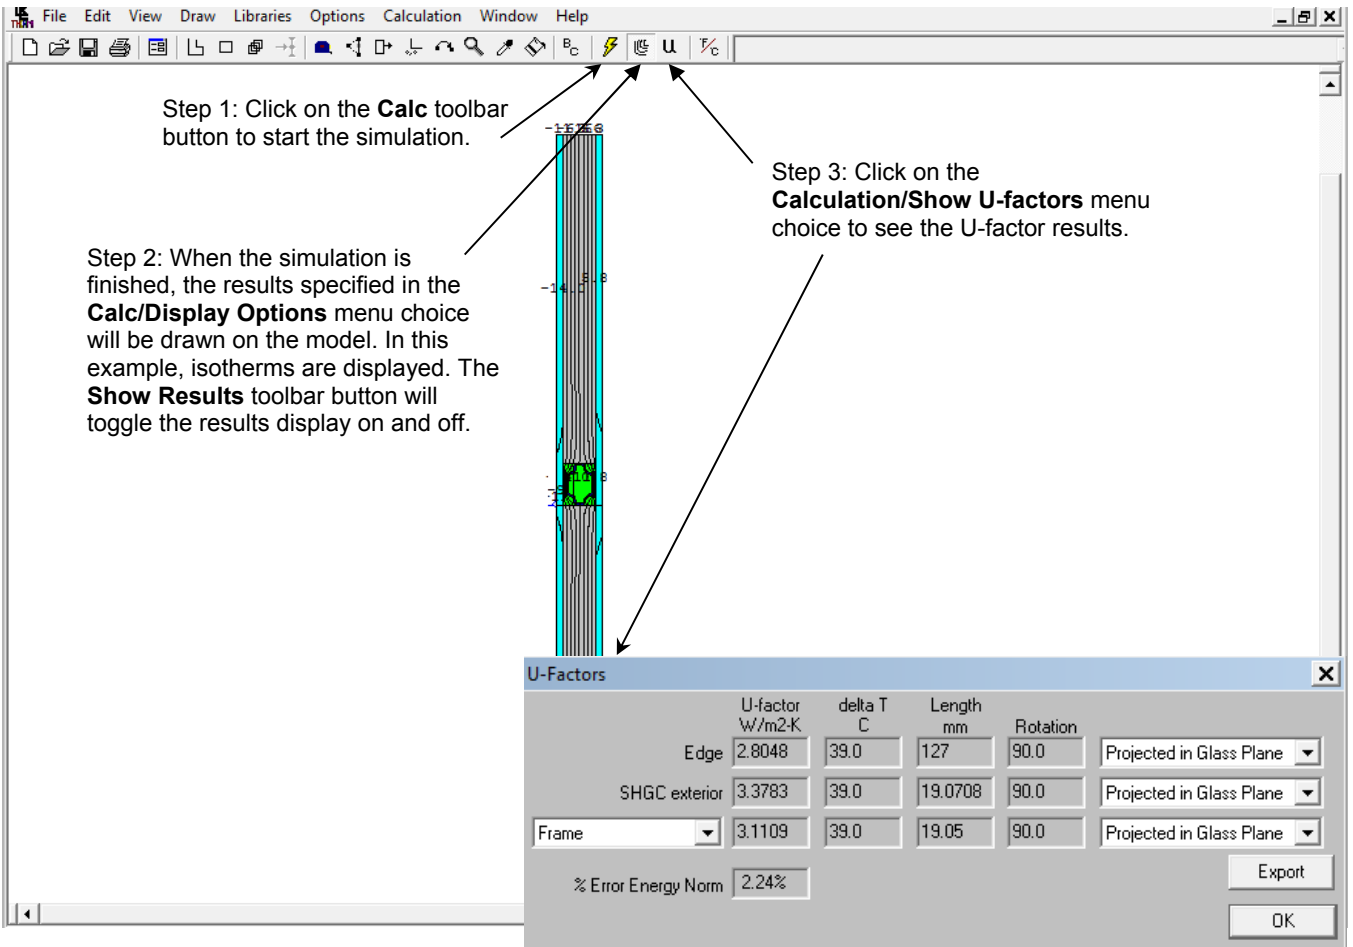 File Edit View Draw Libraries Options Calculation Window Help
Step 1: Click on the Calc toolbar
button to start the simulation.
Step 3: Click on the
Calculation/Show U-factors menu
choice to see the U-factor results.
Step 2: When the simulation is
finished, the results specified in the
Calc/Display Options menu choice
will be drawn on the model. In this
example, isotherms are displayed. The
Show Results toolbar button will
toggle the results display on and off.
U-Factors
U-factor delta T Length
W/m2-K C mm Rotation
Edge 2.8048 39.0 127 90.0 Projected in Glass Plane
SHGC exterior 3.3783 39.0 19.0708 90.0 Projected in Glass Plane
Frame 3.1109 39.0 19.05 90.0 Projected in Glass Plane
% Error Energy Norm 2.24%
Export
OK